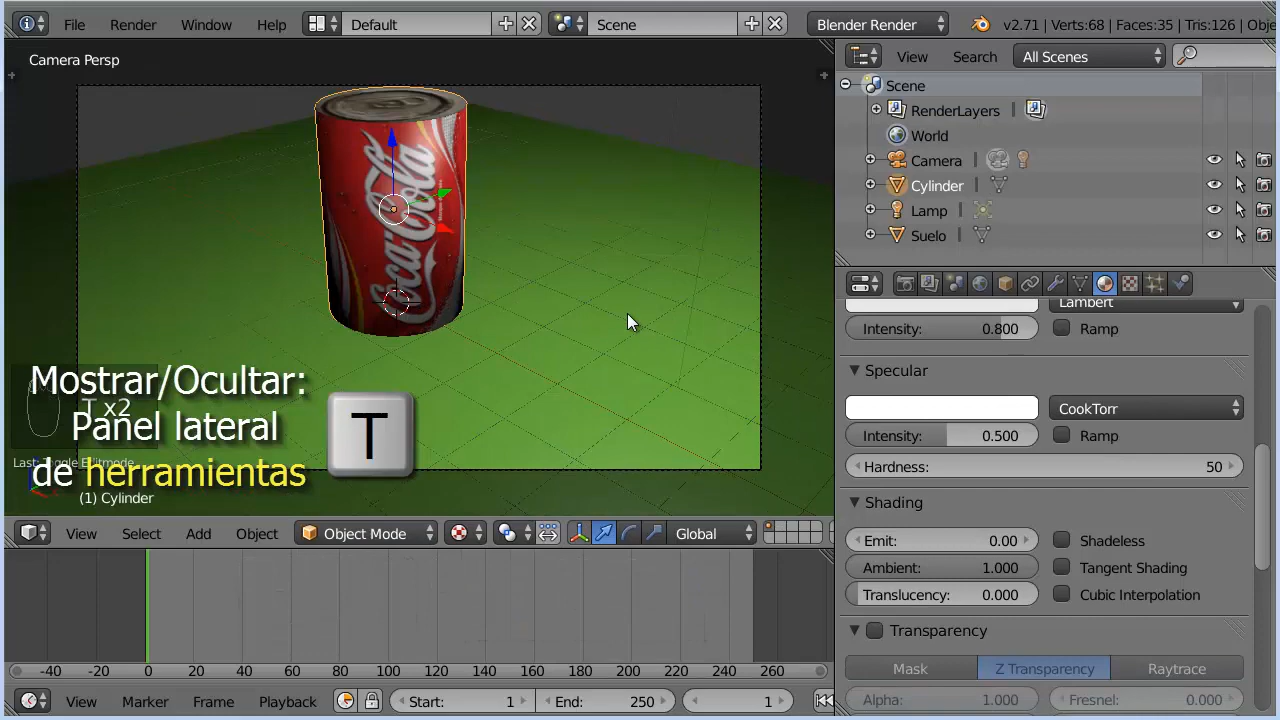 File Render Window Help Default Scene Blender Render v2.71 | Verts:68 | Faces:35 | Tris:126 | Obje
Camera Persp
View Search All Scenes
Scene
RenderLayers
World
Camera
Cylinder
Lamp
Suelo
Coca-Cola
Lambert
Intensity: 0.800 Ramp
Specular
CookTorr
Intensity: 0.500 Ramp
Hardness: 50
Shading
Emit: 0.00 Shadeless
Ambient: 1.000 Tangent Shading
Translucency: 0.000 Cubic Interpolation
Transparency
Mask Z Transparency Raytrace
Alpha: 1.000 Fresnel: 0.000
Mostrar/Ocultar:
T x2
Panel lateral
de herramientas
T
(1) Cylinder
View Select Add Object Object Mode Global
-40 -20 0 20 40 60 80 100 120 140 160 180 200 220 240 260
View Marker Frame Playback Start: 1 End: 250 1